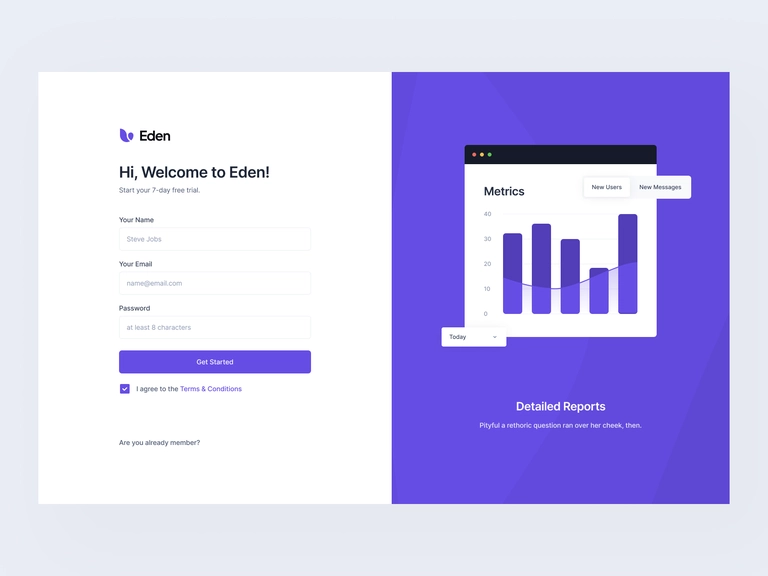 Eden
Hi, Welcome to Eden!
Start your 7-day free trial.
Your Name
Steve Jobs
Your Email
name@email.com
Password
at least 8 characters
Get Started
I agree to the Terms & Conditions
Are you already member?
Metrics
New Users
New Messages
40
30
20
10
0
Today
Detailed Reports
Pityful a rethoric question ran over her cheek, then.